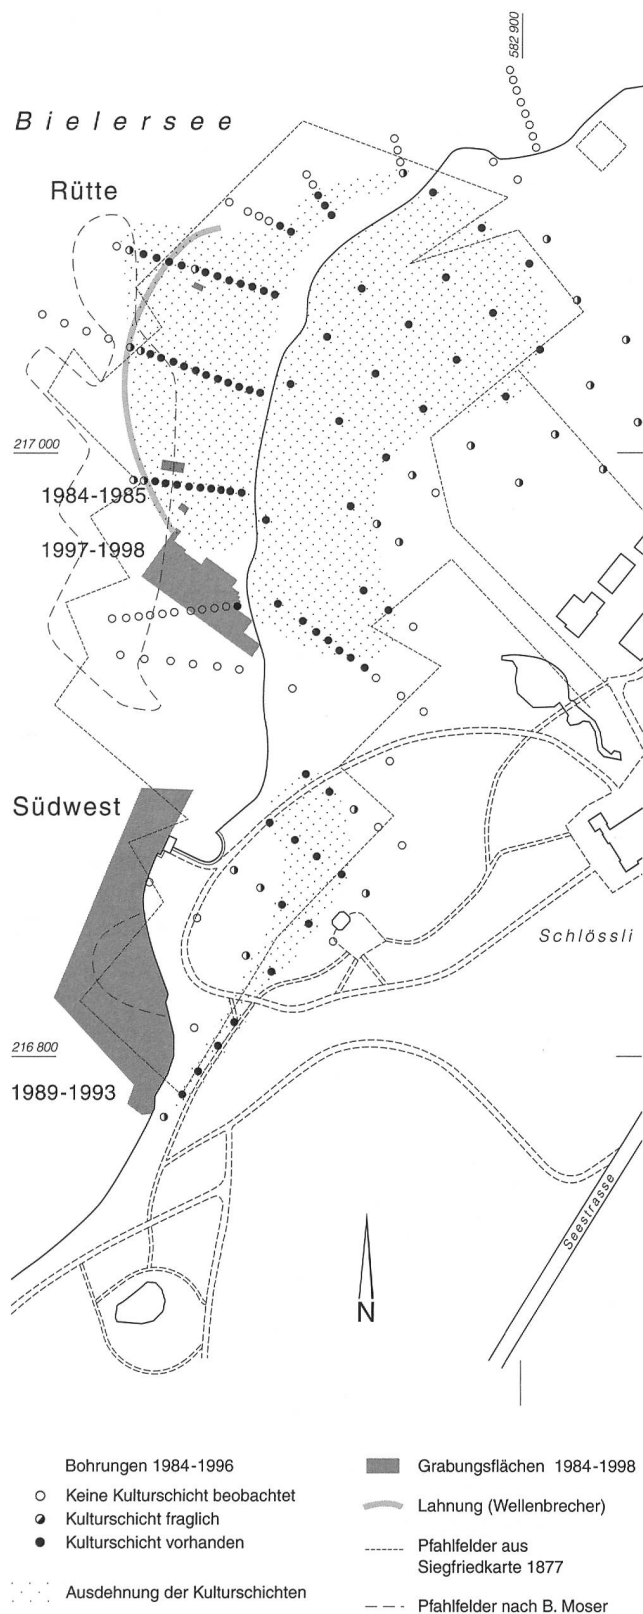 582 900
Bielersee
Rütte
217 000
1984-1985
1997-1998
Südwest
Schlössli
216 800
1989-1993
Seestrasse
N
Bohrungen 1984-1996
Keine Kulturschicht beobachtet
Kulturschicht fraglich
Kulturschicht vorhanden
Ausdehnung der Kulturschichten
Grabungsflächen 1984-1998
Lahnung (Wellenbrecher)
Pfahlfelder aus
Siegfriedkarte 1877
Pfahlfelder nach B. Moser